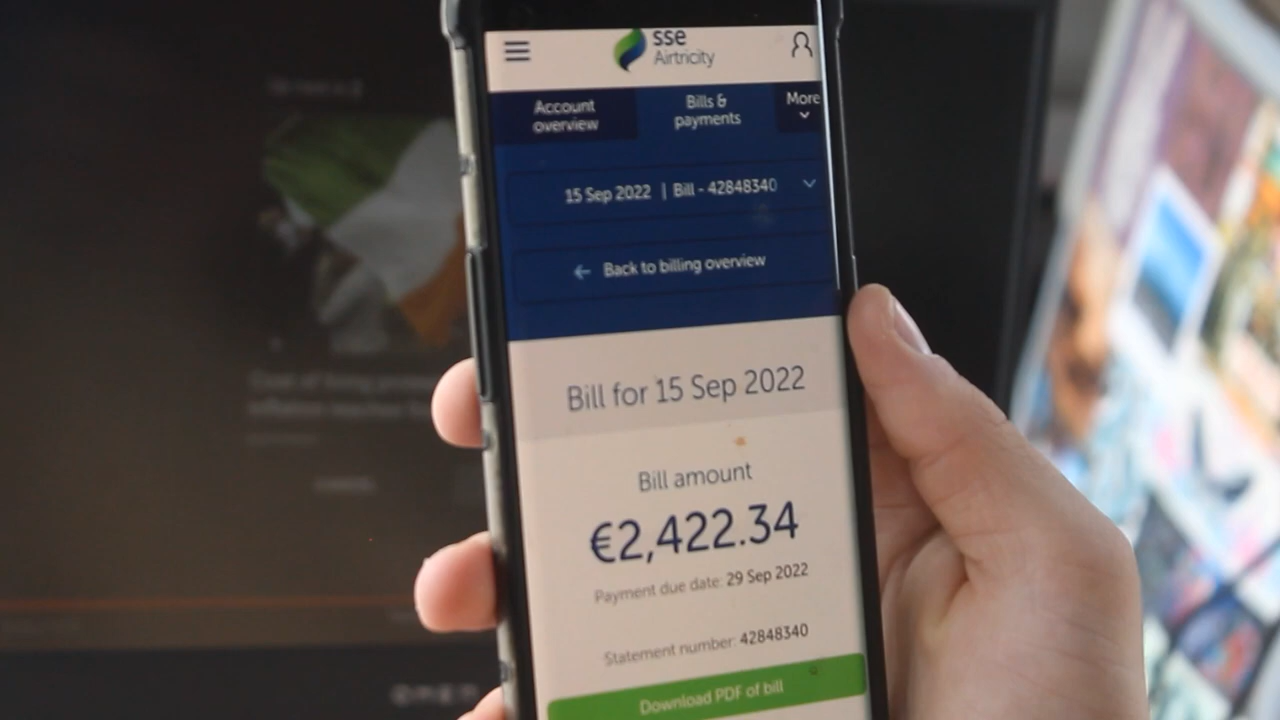 sse
Airtricity
Account
overview
Bills &
payments
More
15 Sep 2022 | Bill - 42848340
Back to billing overview
Bill for 15 Sep 2022
Bill amount
€2,422.34
Payment due date: 29 Sep 2022
Statement number: 42848340
Download PDF of bill